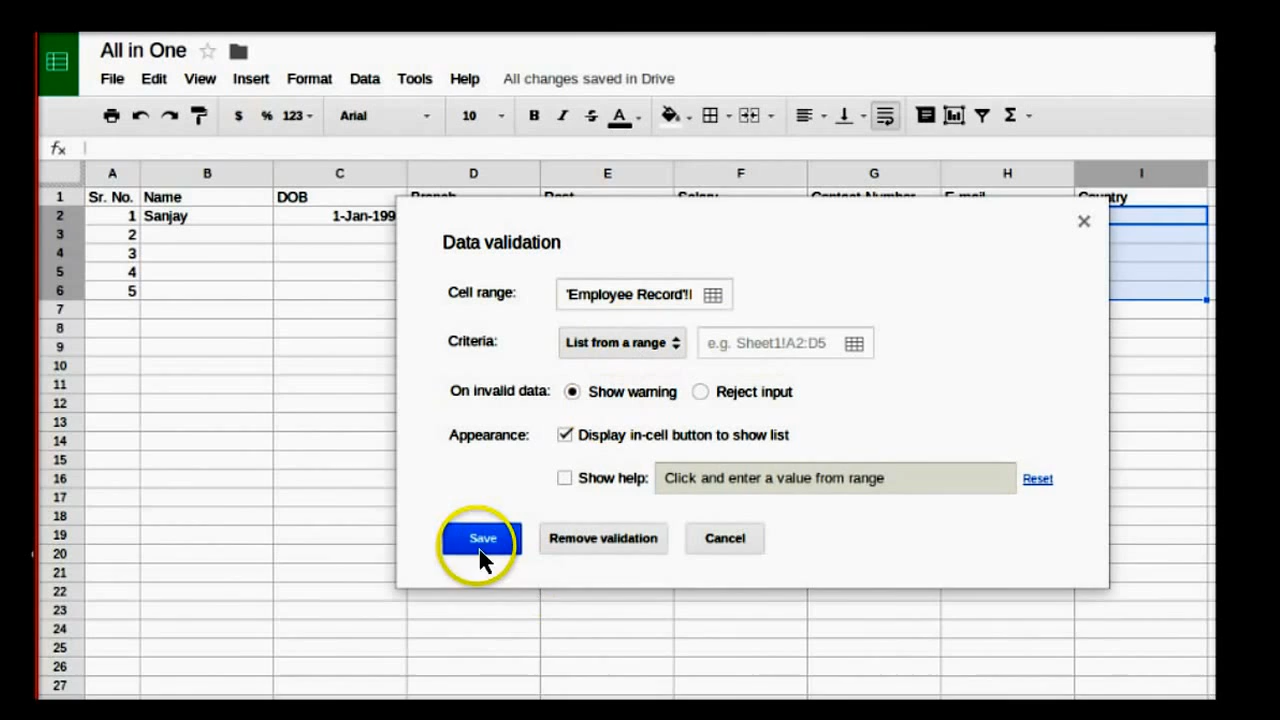 All in One
File Edit View Insert Format Data Tools Help All changes saved in Drive
$ % 123 Arial 10 B I S A Σ
fx
A B C D E F G H I
1 Sr. No. Name DOB Branch Post Salary Contact Number E-mail Country
2 1 Sanjay 1-Jan-199
3 2
4 3
5 4
6 5
7
8
9
10
11
12
13
14
15
16
17
18
19
20
21
22
23
24
25
26
27
Data validation
Cell range: 'Employee Record'!I
Criteria: List from a range e.g. Sheet1!A2:D5
On invalid data: Show warning Reject input
Appearance: Display in-cell button to show list
Show help: Click and enter a value from range Reset
Save Remove validation Cancel